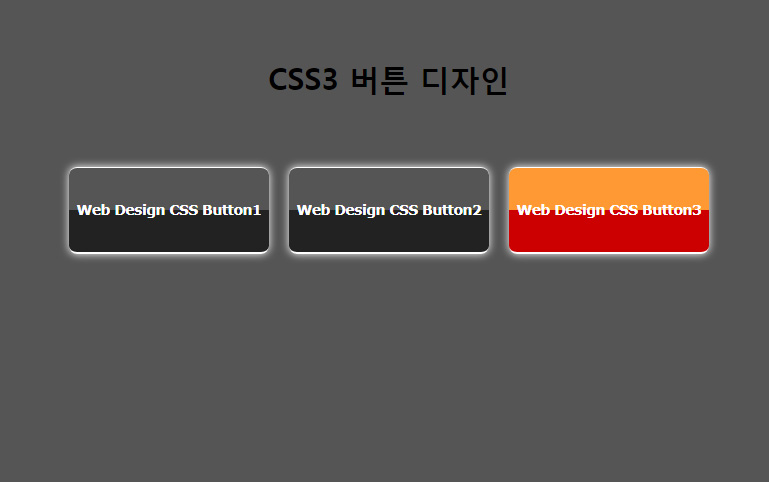 CSS3 버튼 디자인
Web Design CSS Button1
Web Design CSS Button2
Web Design CSS Button3